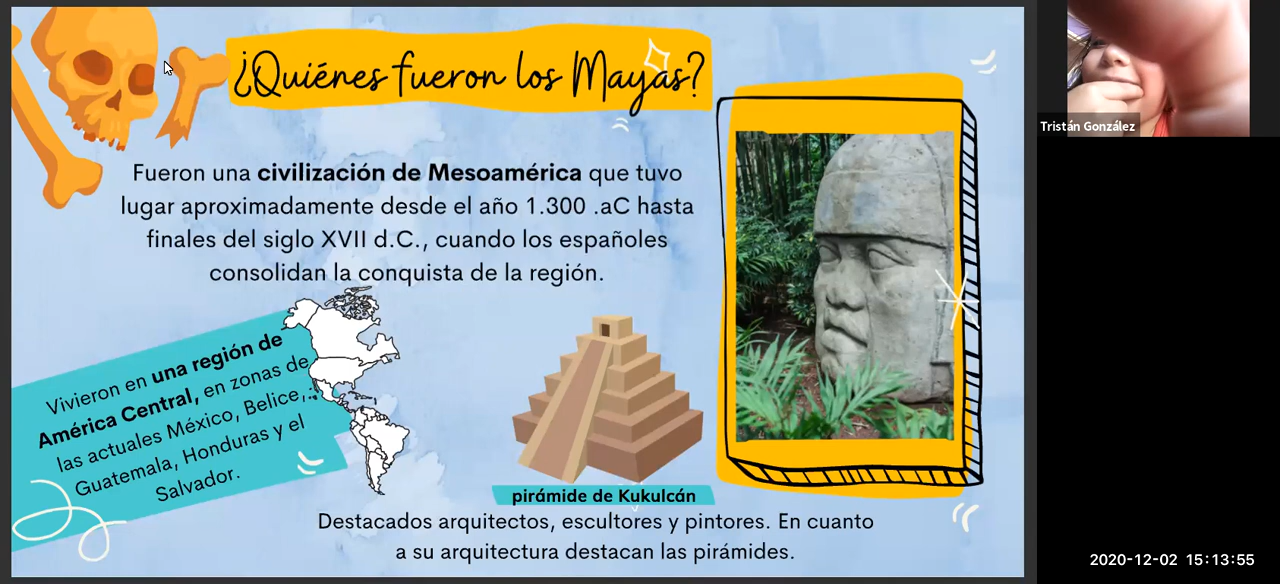 ¿Quiénes fueron los Mayas?
Fueron una civilización de Mesoamérica que tuvo
lugar aproximadamente desde el año 1.300 .aC hasta
finales del siglo XVII d.C., cuando los españoles
consolidan la conquista de la región.
Vivieron en una región de
América Central, en zonas de
las actuales México, Belice,
Guatemala, Honduras y el
Salvador.
pirámide de Kukulcán
Destacados arquitectos, escultores y pintores. En cuanto
a su arquitectura destacan las pirámides.
Tristán González
2020-12-02 15:13:55